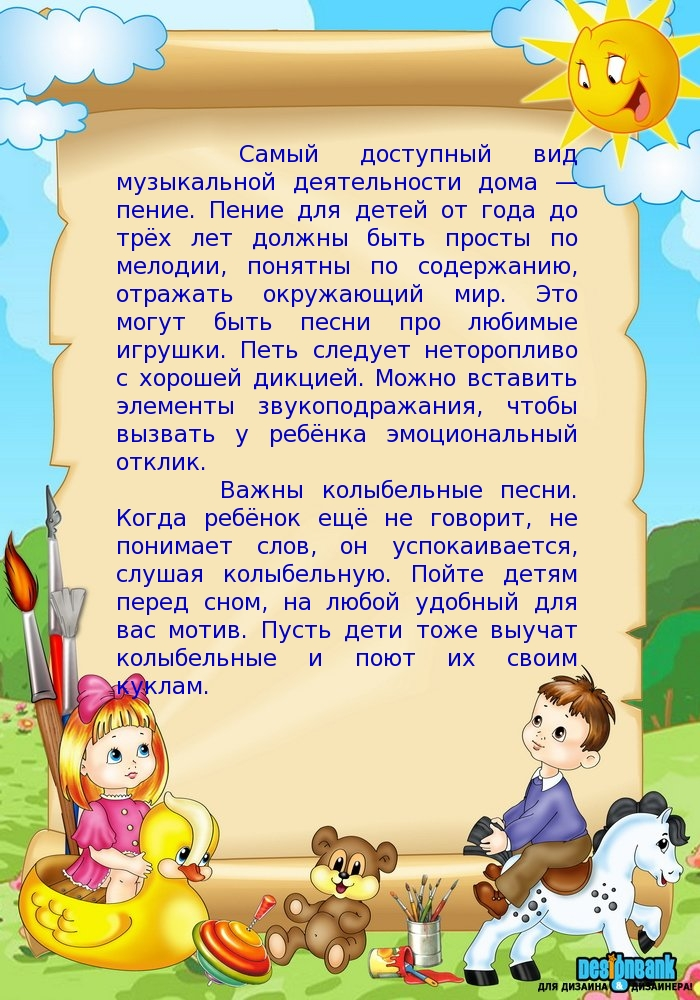 Самый доступный вид
музыкальной деятельности дома —
пение. Пение для детей от года до
трёх лет должны быть просты по
мелодии, понятны по содержанию,
отражать окружающий мир. Это
могут быть песни про любимые
игрушки. Петь следует неторопливо
с хорошей дикцией. Можно вставить
элементы звукоподражания, чтобы
вызвать у ребёнка эмоциональный
отклик.
Важны колыбельные песни.
Когда ребёнок ещё не говорит, не
понимает слов, он успокаивается,
слушая колыбельную. Пойте детям
перед сном, на любой удобный для
вас мотив. Пусть дети тоже выучат
колыбельные и поют их своим
куклам.
DESIGNBANK
ДЛЯ ДИЗАЙНА & ДИЗАЙНЕРА!